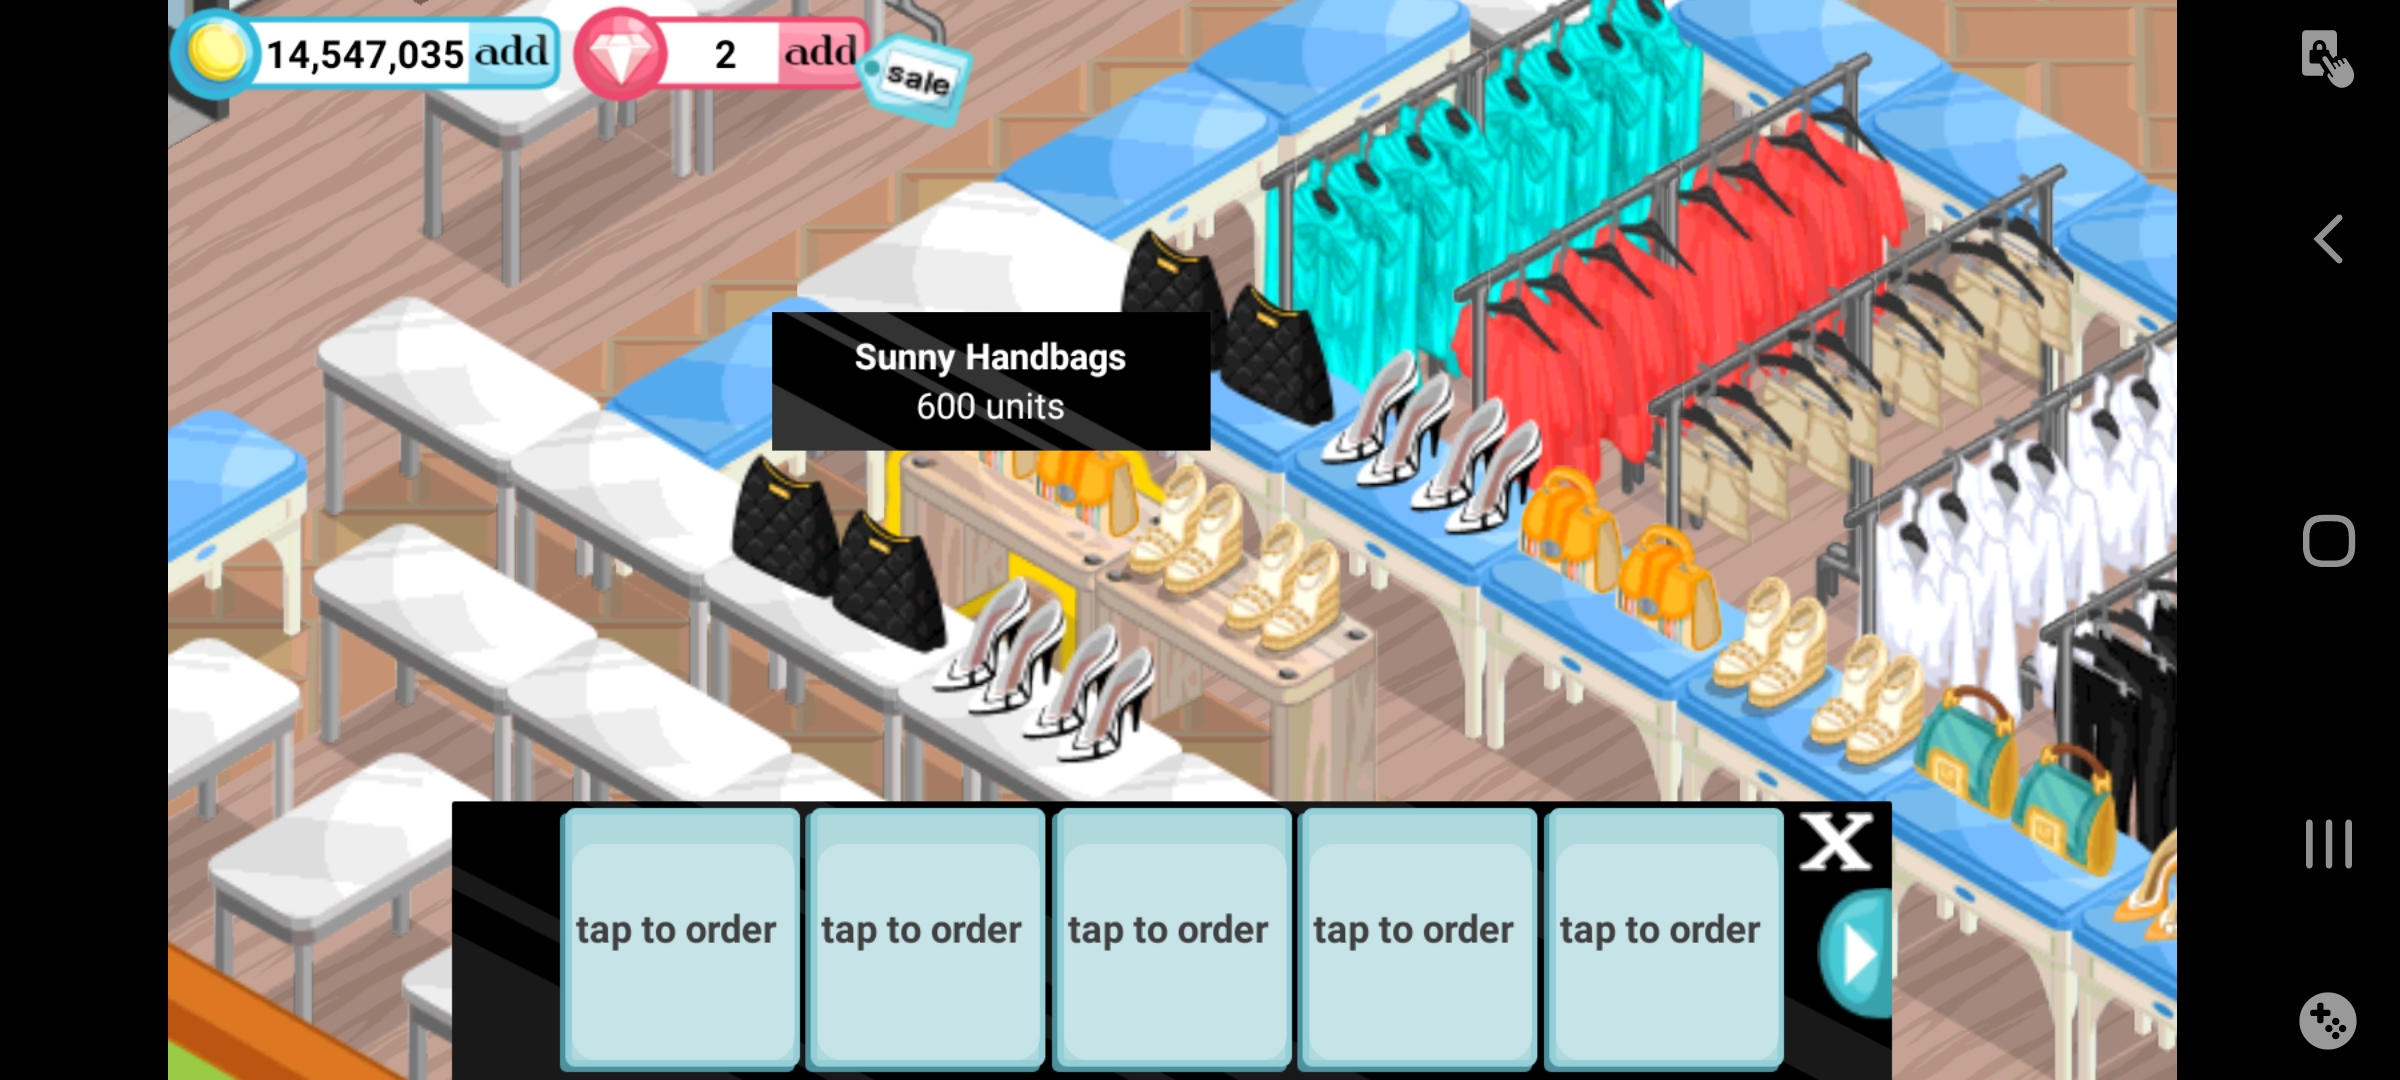 14,547,035 add
2 add
sale
Sunny Handbags
600 units
X
tap to order
tap to order
tap to order
tap to order
tap to order